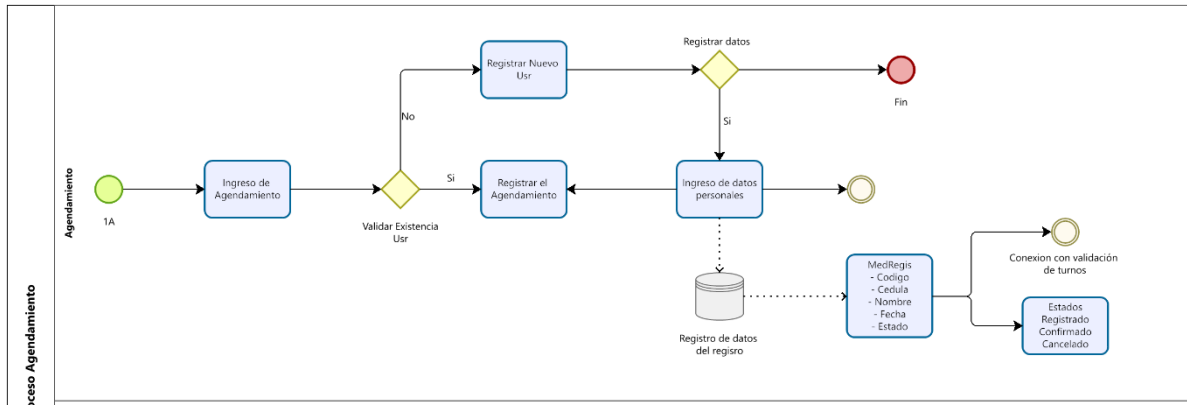 Proceso Agendamiento
Agendamiento
1A
Ingreso de
Agendamiento
Validar Existencia
Usr
No
Si
Registrar Nuevo
Usr
Registrar el
Agendamiento
Registrar datos
Si
Fin
Ingreso de datos
personales
Registro de datos
del regisro
MedRegis
- Codigo
- Cedula
- Nombre
- Fecha
- Estado
Conexion con validación
de turnos
Estados
Registrado
Confirmado
Cancelado